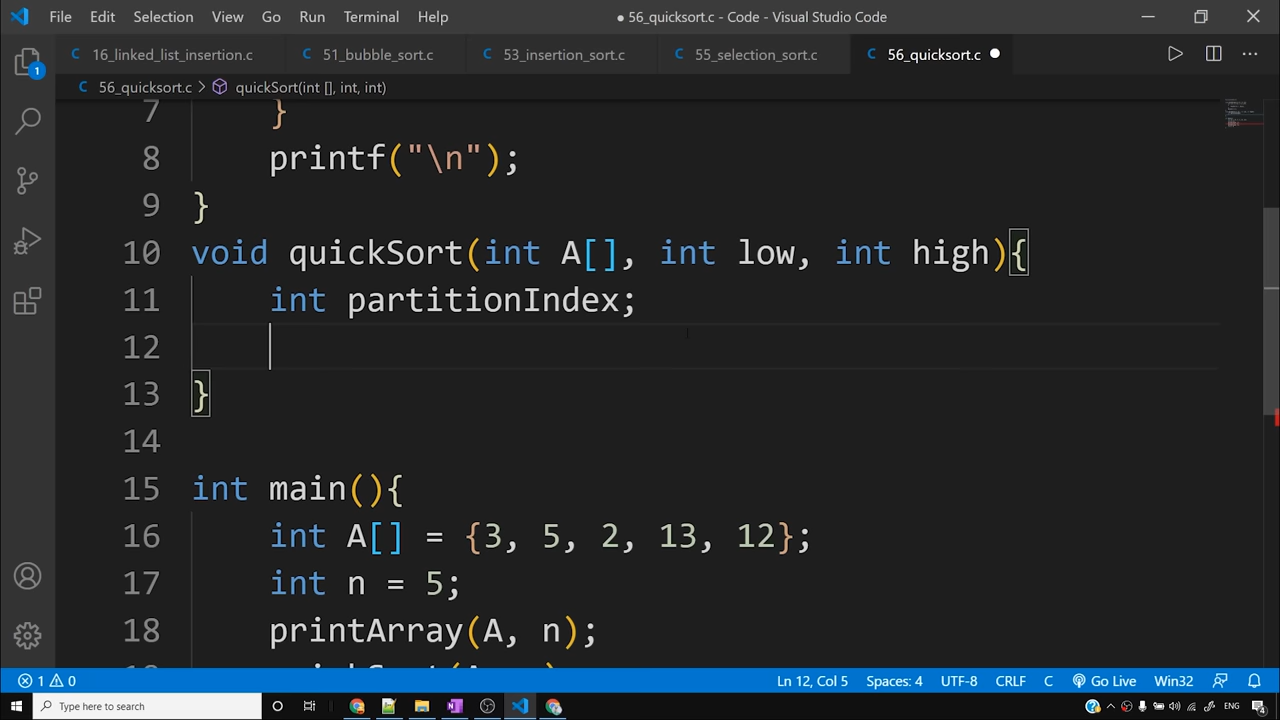 File Edit Selection View Go Run Terminal Help ● 56_quicksort.c - Code - Visual Studio Code
C 16_linked_list_insertion.c C 51_bubble_sort.c C 53_insertion_sort.c C 55_selection_sort.c C 56_quicksort.c ●
1
C 56_quicksort.c > quickSort(int [], int, int)
7 }
8 printf("\n");
9 }
10 void quickSort(int A[], int low, int high){
11 int partitionIndex;
12
13 }
14
15 int main(){
16 int A[] = {3, 5, 2, 13, 12};
17 int n = 5;
18 printArray(A, n);
1 0 Ln 12, Col 5 Spaces: 4 UTF-8 CRLF C Go Live Win32
Type here to search ENG